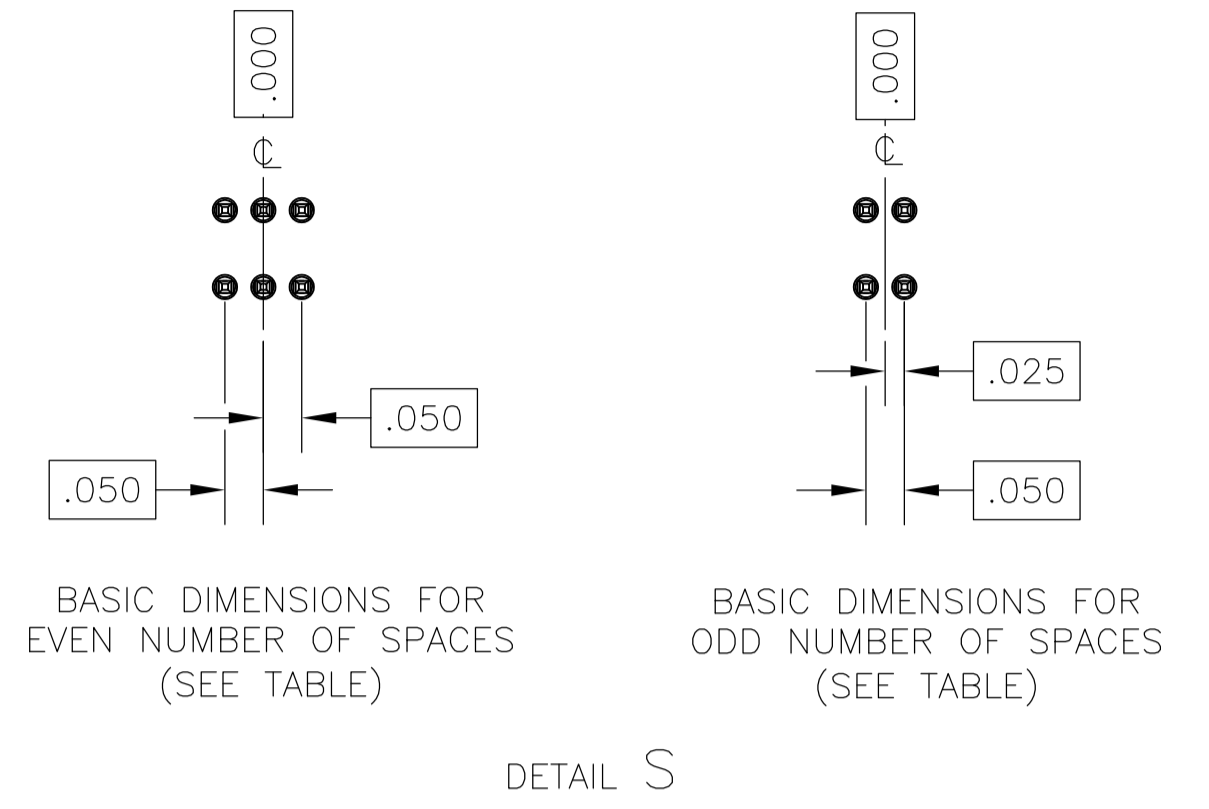 .000
℄
.050
.050
BASIC DIMENSIONS FOR
EVEN NUMBER OF SPACES
(SEE TABLE)
.000
℄
.025
.050
BASIC DIMENSIONS FOR
ODD NUMBER OF SPACES
(SEE TABLE)
DETAIL S